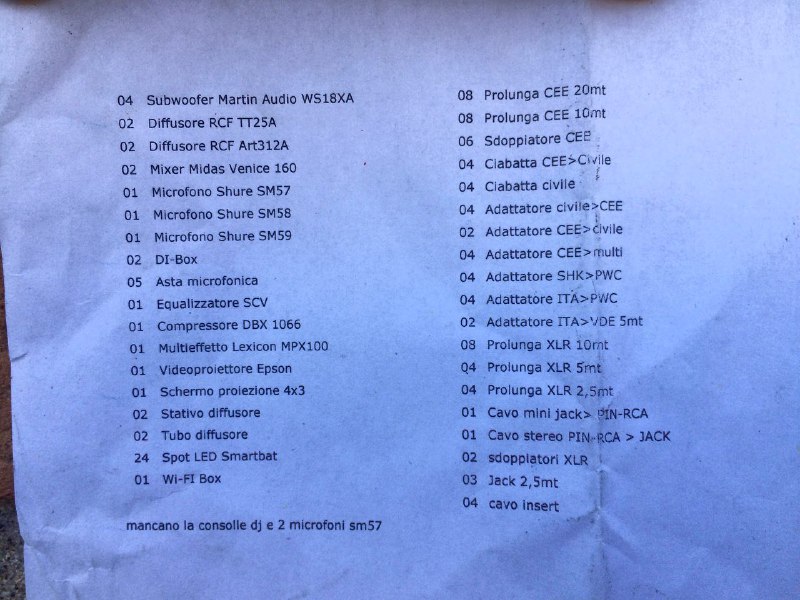 04 Subwoofer Martin Audio WS18XA
02 Diffusore RCF TT25A
02 Diffusore RCF Art312A
02 Mixer Midas Venice 160
01 Microfono Shure SM57
01 Microfono Shure SM58
01 Microfono Shure SM59
02 DI-Box
05 Asta microfonica
01 Equalizzatore SCV
01 Compressore DBX 1066
01 Multieffetto Lexicon MPX100
01 Videoproiettore Epson
01 Schermo proiezione 4x3
02 Stativo diffusore
02 Tubo diffusore
24 Spot LED Smartbat
01 Wi-FI Box
mancano la consolle dj e 2 microfoni sm57
08 Prolunga CEE 20mt
08 Prolunga CEE 10mt
06 Sdoppiatore CEE
04 Ciabatta CEE>Civile
04 Ciabatta civile
04 Adattatore civile>CEE
02 Adattatore CEE>civile
04 Adattatore CEE>multi
04 Adattatore SHK>PWC
04 Adattatore ITA>PWC
02 Adattatore ITA>VDE 5mt
08 Prolunga XLR 10mt
04 Prolunga XLR 5mt
04 Prolunga XLR 2,5mt
01 Cavo mini jack> PIN-RCA
01 Cavo stereo PIN-RCA > JACK
02 sdoppiatori XLR
03 Jack 2,5mt
04 cavo insert